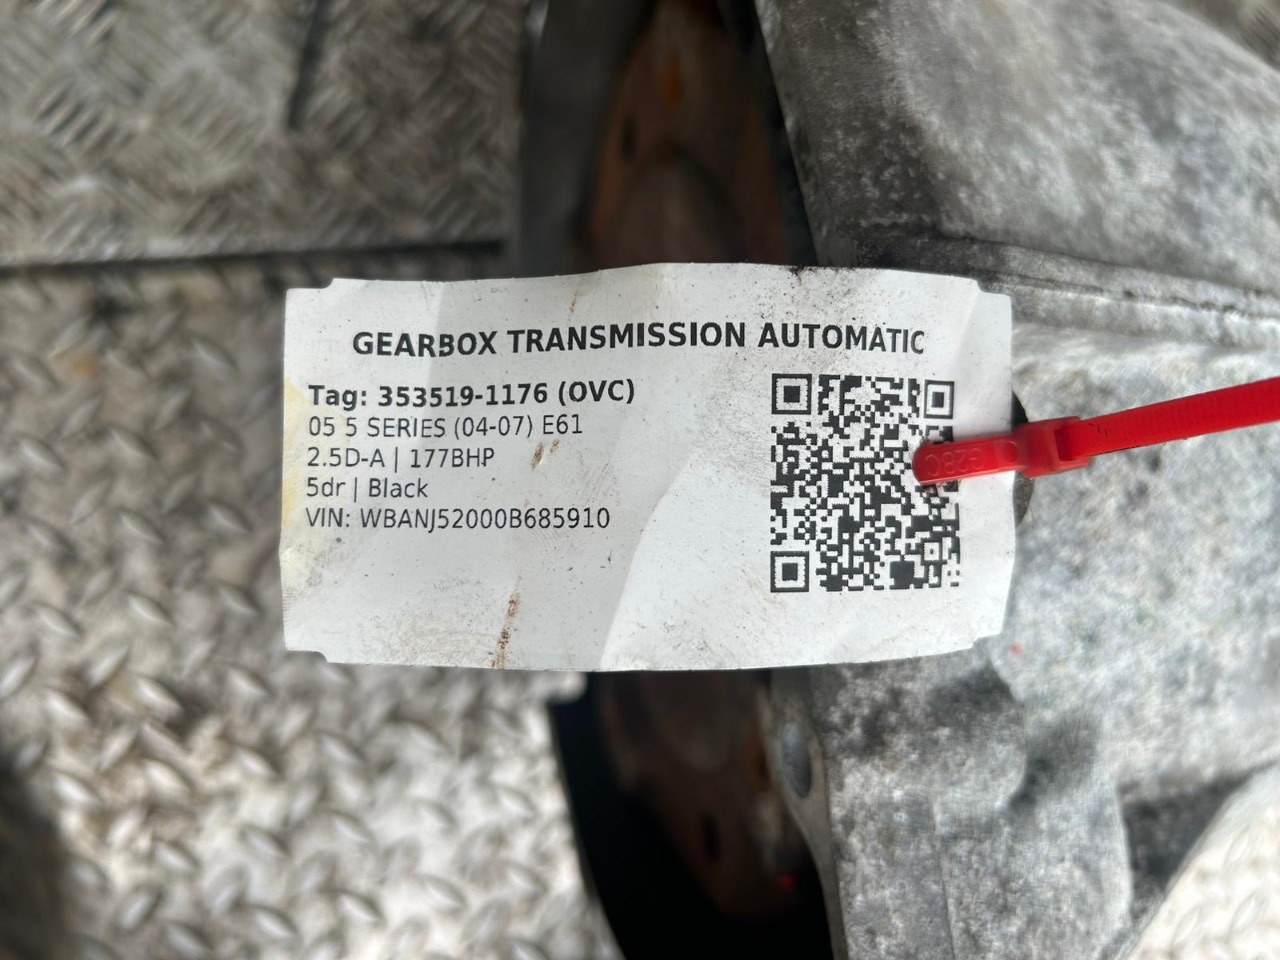 GEARBOX TRANSMISSION AUTOMATIC
Tag: 353519-1176 (OVC)
05 5 SERIES (04-07) E61
2.5D-A | 177BHP
5dr | Black
VIN: WBANJ52000B685910